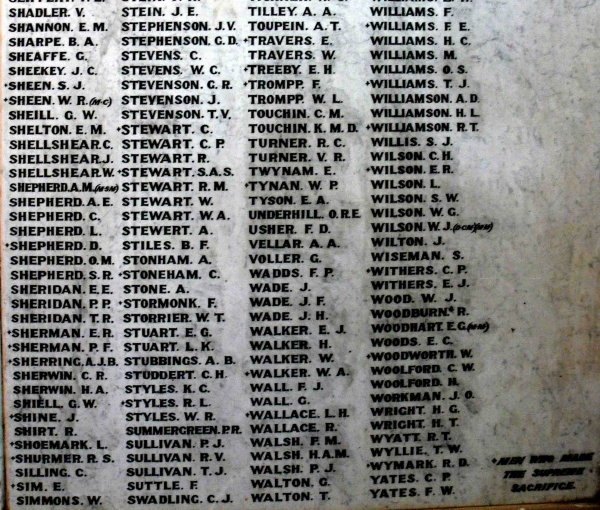 SHADLER. V.
SHANNON. E. M.
SHARPE. B. A.
SHEAFFE. G.
SHEEKEY. J. C.
+SHEEN. S. J.
+SHEEN. W. R. (M-C)
SHEILL. G. W.
SHELTON. E. M.
SHELLSHEAR. C.
SHELLSHEAR. J.
SHELLSHEAR. W.
SHEPHERD. A. M. (M-S-M)
SHEPHERD. A. E.
SHEPHERD. C.
SHEPHERD. L.
+SHEPHERD. D.
SHEPHERD. O. M.
SHEPHERD. S. R.
SHERIDAN. E. E.
SHERIDAN. P. P.
SHERIDAN. T. R.
+SHERMAN. E. R.
+SHERMAN. P. F.
+SHERRING. A. J. B.
SHERWIN. C. R.
SHERWIN. H. A.
SHIELL. G. W.
+SHINE. J.
SHIRT. R.
+SHOEMARK. L.
+SHURMER. R. S.
SILLING. C.
+SIM. E.
SIMMONS. W.
STEIN. J. E.
STEPHENSON. J. V.
STEPHENSON. G. D.
STEVENS. C.
STEVENS. W. C.
STEVENSON. G. R.
STEVENSON. J.
STEVENSON. T. V.
+STEWART. C.
STEWART. C. P.
STEWART. R.
+STEWART. S. A. S.
STEWART. R. M.
STEWART. W.
STEWART. W. A.
STEWERT. A.
STILES. B. F.
STONHAM. A.
+STONEHAM. C.
STONE. A.
+STORMONK. F.
STORRIER. W. T.
STUART. E. G.
STUART. L. K.
STUBBINGS. A. B.
STUDDERT. C. H.
STYLES. K. C.
+STYLES. R. L.
STYLES. W. R.
SUMMERGREEN. P. R.
SULLIVAN. P. J.
SULLIVAN. R. V.
SULLIVAN. T. J.
SUTTLE. F.
SWADLING. C. J.
TILLEY. A. A.
TOUPEIN. A. T.
+TRAVERS. E.
TRAVERS. W.
+TREEBY. E. H.
+TROMPP. F.
TROMPP. W. L.
TOUCHIN. C. M.
TOUCHIN. K. M. D.
TURNER. R. C.
TURNER. V. R.
TWYNAM. E.
+TYNAN. W. P.
TYSON. E. A.
UNDERHILL. O. R. E.
USHER. F. D.
VELLAR. A. A.
VOLLER. G.
WADDS. F. P.
WADE. J.
WADE. J. F.
WADE. J. H.
WALKER. E. J.
WALKER. H.
WALKER. W.
+WALKER. W. A.
WALL. F. J.
WALL. G.
+WALLACE. L. H.
WALLACE. R.
WALSH. F. M.
WALSH. H. A. M.
WALSH. P. J.
WALTON. G.
WALTON. T.
WILLIAMS. F.
+WILLIAMS. F. E.
WILLIAMS. H. C.
WILLIAMS. M.
WILLIAMS. O. S.
+WILLIAMS. T. J.
WILLIAMSON. A. D.
WILLIAMSON. H. L.
+WILLIAMSON. R. T.
WILLIS. S. J.
WILSON. C. H.
+WILSON. E. R.
WILSON. L.
WILSON. S. W.
WILSON. W. G.
WILSON. W. J.
WILTON. J.
WISEMAN. S.
+WITHERS. C. P.
WITHERS. E. J.
WOOD. W. J.
WOODBURN. + R.
WOODHART. E. G. (M-M)
WOODS. E. C.
+WOODWORTH. W.
WOOLFORD. C. W.
WOOLFORD. H.
WORKMAN. J. O.
WRIGHT. H. G.
WRIGHT. H. T.
WYATT. R. T.
WYLLIE. T. W.
+WYMARK. R. D.
YATES. C. P.
YATES. F. W.
+MEN WHO MADE
THE SUPREME
SACRIFICE.